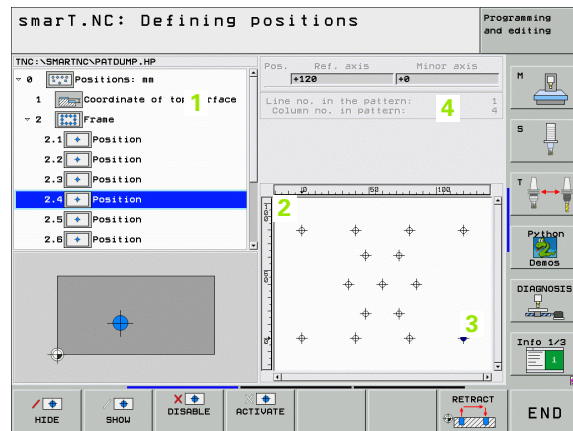 smarT.NC: Defining positions
Programming and editing
TNC:\SMARTNC\PATDUMP.HP
0 Positions: mm
1 Coordinate of top 1 rface
2 Frame
2.1 Position
2.2 Position
2.3 Position
2.4 Position
2.5 Position
2.6 Position
Pos. Ref. axis Minor axis
+120 +0
Line no. in the pattern: 1
Column no. in pattern: 4
4
0 50 100
2
3
M
S
T
Python Demos
DIAGNOSIS
Info 1/3
1
HIDE
SHOW
DISABLE
ACTIVATE
RETRACT
END